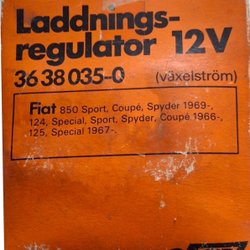 Laddnings-
regulator 12V
36 38 035-0 (växelström)
Fiat 850 Sport, Coupé, Spyder 1969-,
124, Special, Sport, Spyder, Coupé 1966-,
125, Special 1967-.